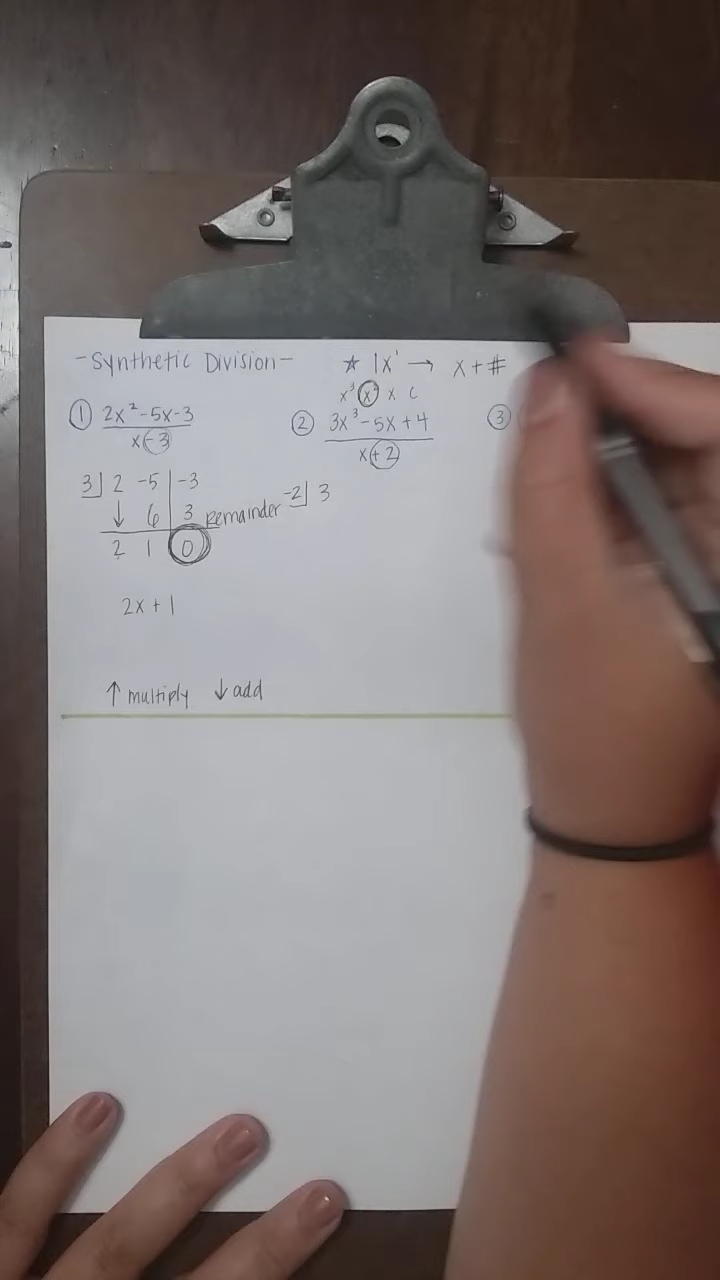 -Synthetic Division- ★ 1x¹ → x + #
x³ x² x C
① 2x² -5x -3 ② 3x³ -5x + 4 ③
x -3 x + 2
3 2 -5 -3
-2 3
↓ 6 3 Remainder
2 1 0
2x + 1
↑ multiply ↓ add